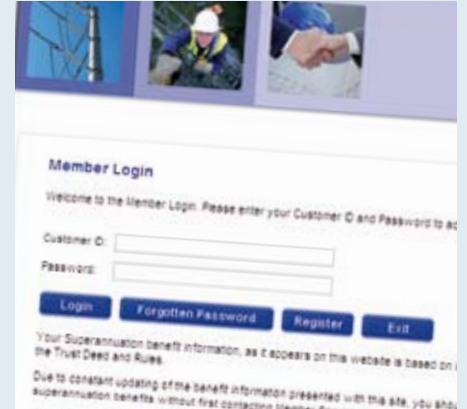 Member Login
Welcome to the Member Login. Please enter your Customer ID and Password to
Customer ID:
Password:
Login Forgotten Password Register Exit
Your Superannuation benefit information, as it appears on this website is based on
the Trust Deed and Rules.
Due to constant updating of the benefit information presented with this site, you
superannuation benefits without first contacting